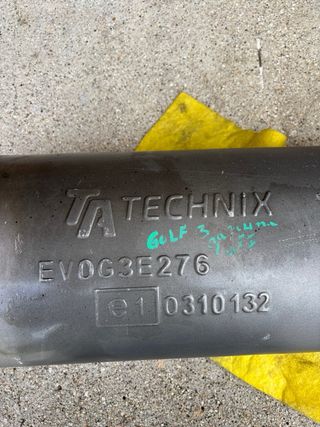 TA TECHNIX
GOLF 3
EVOG3E276
e1 0310132